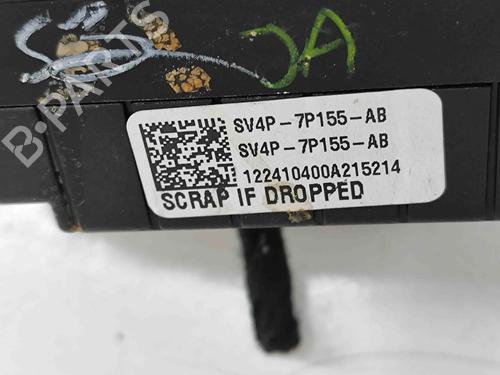 JA
B-PARTS
SV4P-7P155-AB
SV4P-7P155-AB
122410400A215214
SCRAP IF DROPPED